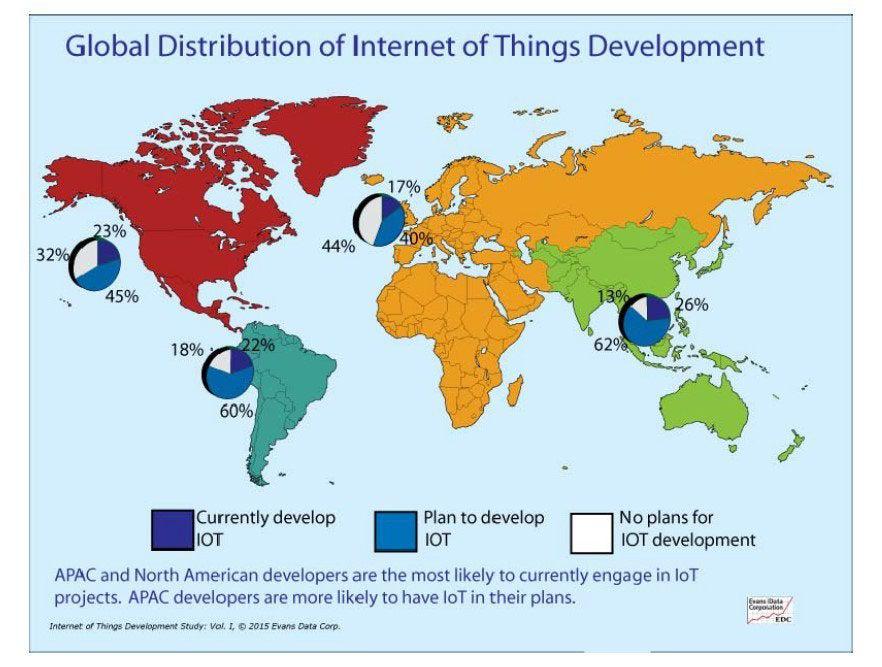 Global Distribution of Internet of Things Development
17%
44%
40%
23%
32%
45%
13%
26%
62%
18%
22%
60%
Currently develop
IOT
Plan to develop
IOT
No plans for
IOT development
APAC and North American developers are the most likely to currently engage in IoT
projects. APAC developers are more likely to have IoT in their plans.
Evans Data
Corporation
EDC
Internet of Things Development Study: Vol. I, © 2015 Evans Data Corp.